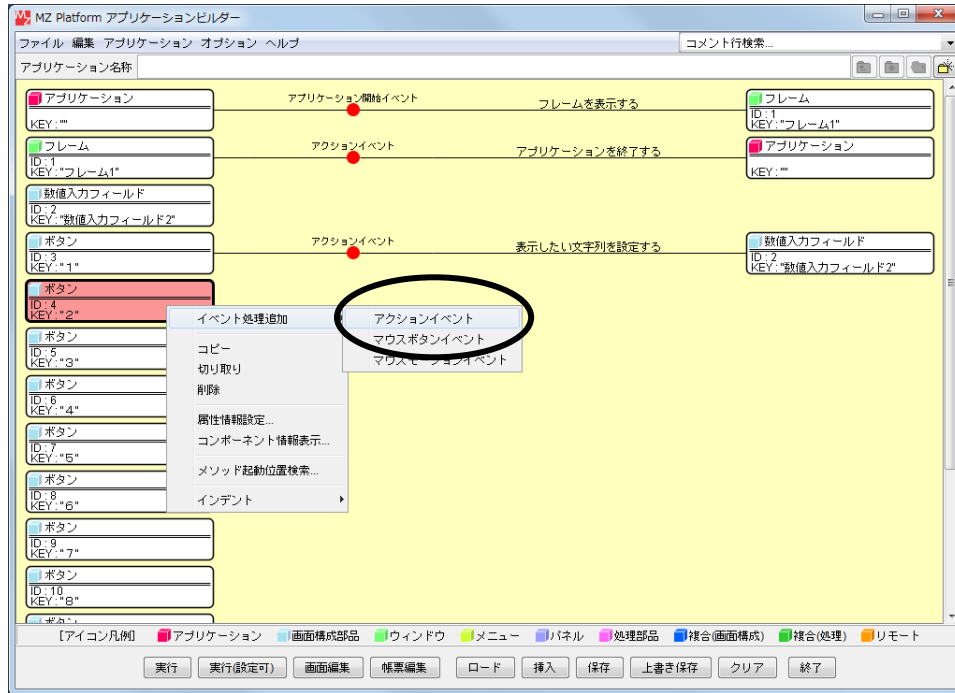 MZ Platform アプリケーションビルダー
ファイル 編集 アプリケーション オプション ヘルプ
コメント行検索...
アプリケーション名称
アプリケーション
KEY:""
アプリケーション開始イベント
フレームを表示する
フレーム
ID:1
KEY:"フレーム1"
フレーム
ID:1
KEY:"フレーム1"
アクションイベント
アプリケーションを終了する
アプリケーション
KEY:""
数値入力フィールド
ID:2
KEY:"数値入力フィールド2"
ボタン
ID:3
KEY:"1"
アクションイベント
表示したい文字列を設定する
数値入力フィールド
ID:2
KEY:"数値入力フィールド2"
ボタン
ID:4
KEY:"2"
イベント処理追加
コピー
切り取り
削除
属性情報設定...
コンポーネント情報表示...
メソッド起動位置検索...
インデント
アクションイベント
マウスボタンイベント
マウスモーションイベント
ボタン
ID:5
KEY:"3"
ボタン
ID:6
KEY:"4"
ボタン
ID:7
KEY:"5"
ボタン
ID:8
KEY:"6"
ボタン
ID:9
KEY:"7"
ボタン
ID:10
KEY:"8"
ボタン
[アイコン凡例] アプリケーション 画面構成部品 ウィンドウ メニュー パネル 処理部品 複合(画面構成) 複合(処理) リモート
実行 実行(設定可) 画面編集 帳票編集 ロード 挿入 保存 上書き保存 クリア 終了